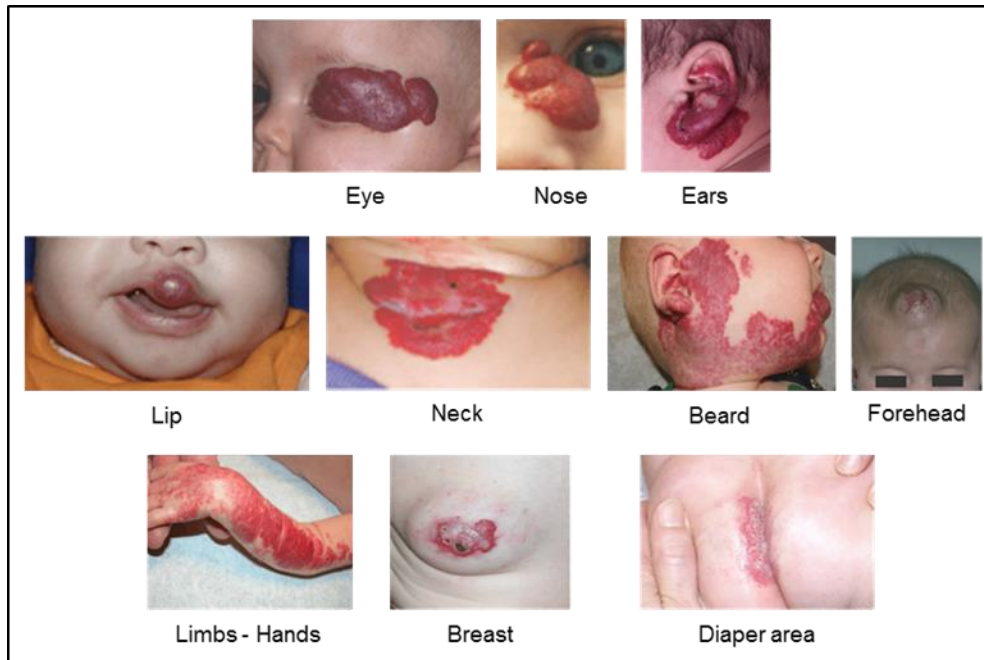 Eye
Nose
Ears
Lip
Neck
Beard
Forehead
Limbs - Hands
Breast
Diaper area